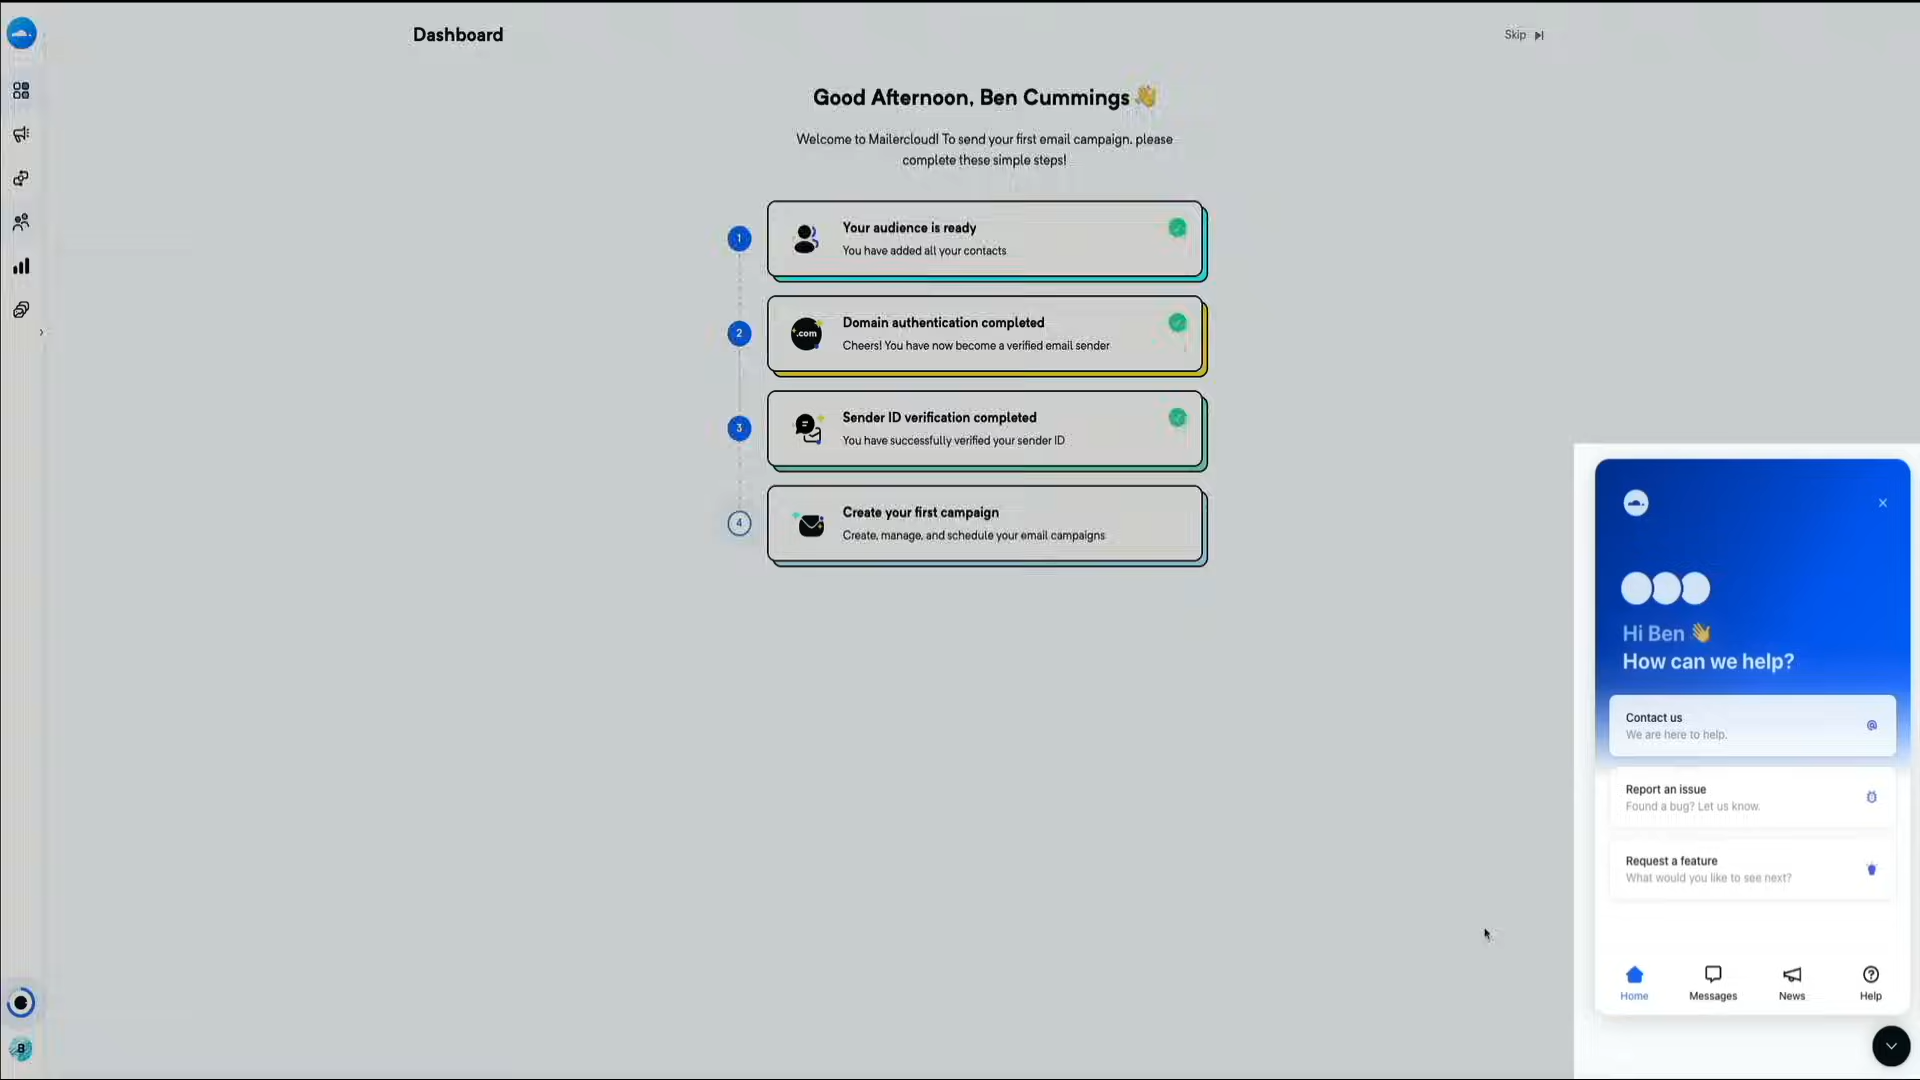 Dashboard
Skip
Good Afternoon, Ben Cummings 👋
Welcome to Mailercloud! To send your first email campaign, please
complete these simple steps!
1
Your audience is ready
You have added all your contacts
2
.com
Domain authentication completed
Cheers! You have now become a verified email sender
3
Sender ID verification completed
You have successfully verified your sender ID
4
Create your first campaign
Create, manage, and schedule your email campaigns
Hi Ben 👋
How can we help?
Contact us
We are here to help.
Report an issue
Found a bug? Let us know.
Request a feature
What would you like to see next?
Home
Messages
News
Help
B